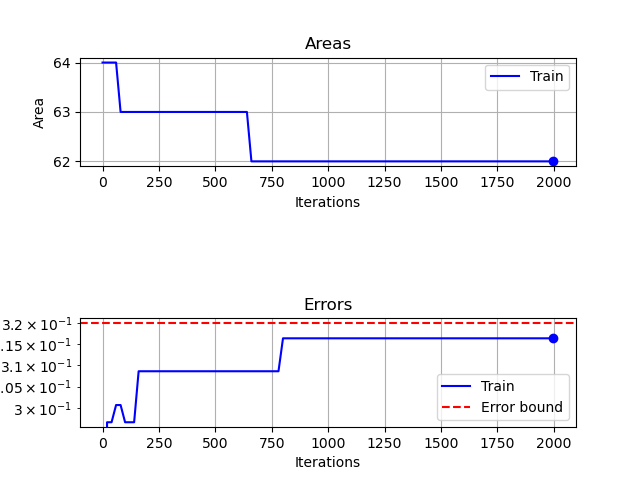 Areas
64
63
62
Area
Train
0 250 500 750 1000 1250 1500 1750 2000
Iterations
Errors
3.2 × 10⁻¹
.15 × 10⁻¹
3.1 × 10⁻¹
.05 × 10⁻¹
3 × 10⁻¹
Train
Error bound
0 250 500 750 1000 1250 1500 1750 2000
Iterations